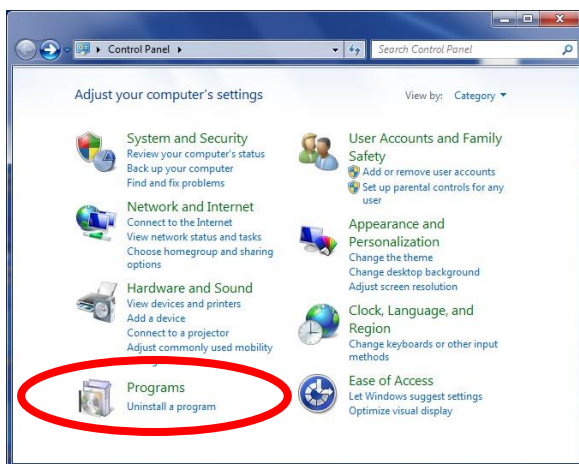 Control Panel
Search Control Panel
Adjust your computer's settings
View by: Category
System and Security
Review your computer's status
Back up your computer
Find and fix problems
Network and Internet
Connect to the Internet
View network status and tasks
Choose homegroup and sharing
options
Hardware and Sound
View devices and printers
Add a device
Connect to a projector
Adjust commonly used mobility
Programs
Uninstall a program
User Accounts and Family
Safety
Add or remove user accounts
Set up parental controls for any
user
Appearance and
Personalization
Change the theme
Change desktop background
Adjust screen resolution
Clock, Language, and
Region
Change keyboards or other input
methods
Ease of Access
Let Windows suggest settings
Optimize visual display